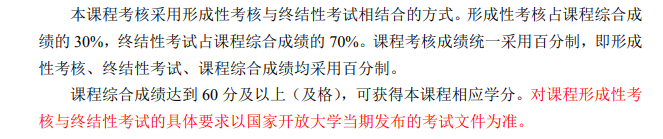 本课程考核采用形成性考核与终结性考试相结合的方式。形成性考核占课程综合成
绩的 30%，终结性考试占课程综合成绩的 70%。课程考核成绩统一采用百分制，即形成
性考核、终结性考试、课程综合成绩均采用百分制。
课程综合成绩达到 60 分及以上（及格），可获得本课程相应学分。对课程形成性考
核与终结性考试的具体要求以国家开放大学当期发布的考试文件为准。